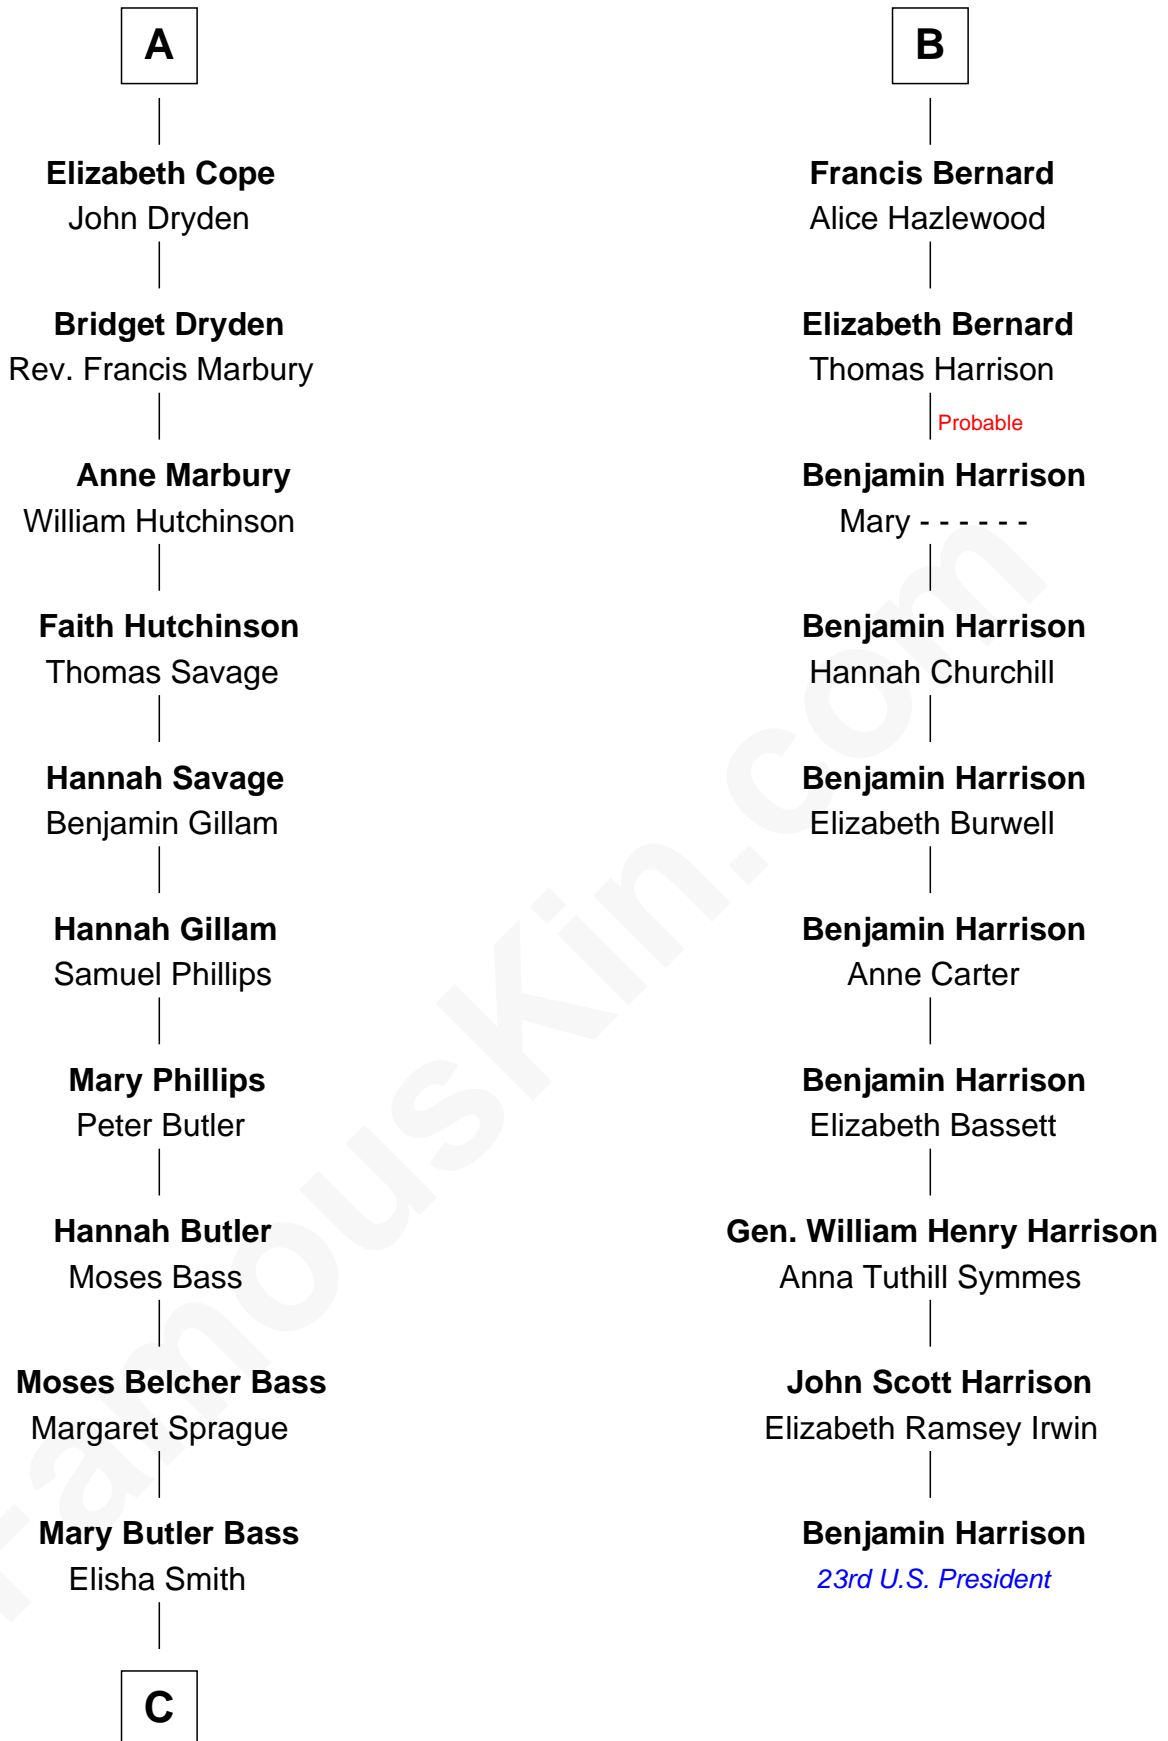 A
Elizabeth Cope
John Dryden
Bridget Dryden
Rev. Francis Marbury
Anne Marbury
William Hutchinson
Faith Hutchinson
Thomas Savage
Hannah Savage
Benjamin Gillam
Hannah Gillam
Samuel Phillips
Mary Phillips
Peter Butler
Hannah Butler
Moses Bass
Moses Belcher Bass
Margaret Sprague
Mary Butler Bass
Elisha Smith
C
B
Francis Bernard
Alice Hazlewood
Elizabeth Bernard
Thomas Harrison
Probable
Benjamin Harrison
Mary - - - - - -
Benjamin Harrison
Hannah Churchill
Benjamin Harrison
Elizabeth Burwell
Benjamin Harrison
Anne Carter
Benjamin Harrison
Elizabeth Bassett
Gen. William Henry Harrison
Anna Tuthill Symmes
John Scott Harrison
Elizabeth Ramsey Irwin
Benjamin Harrison
23rd U.S. President
FamousKin.com